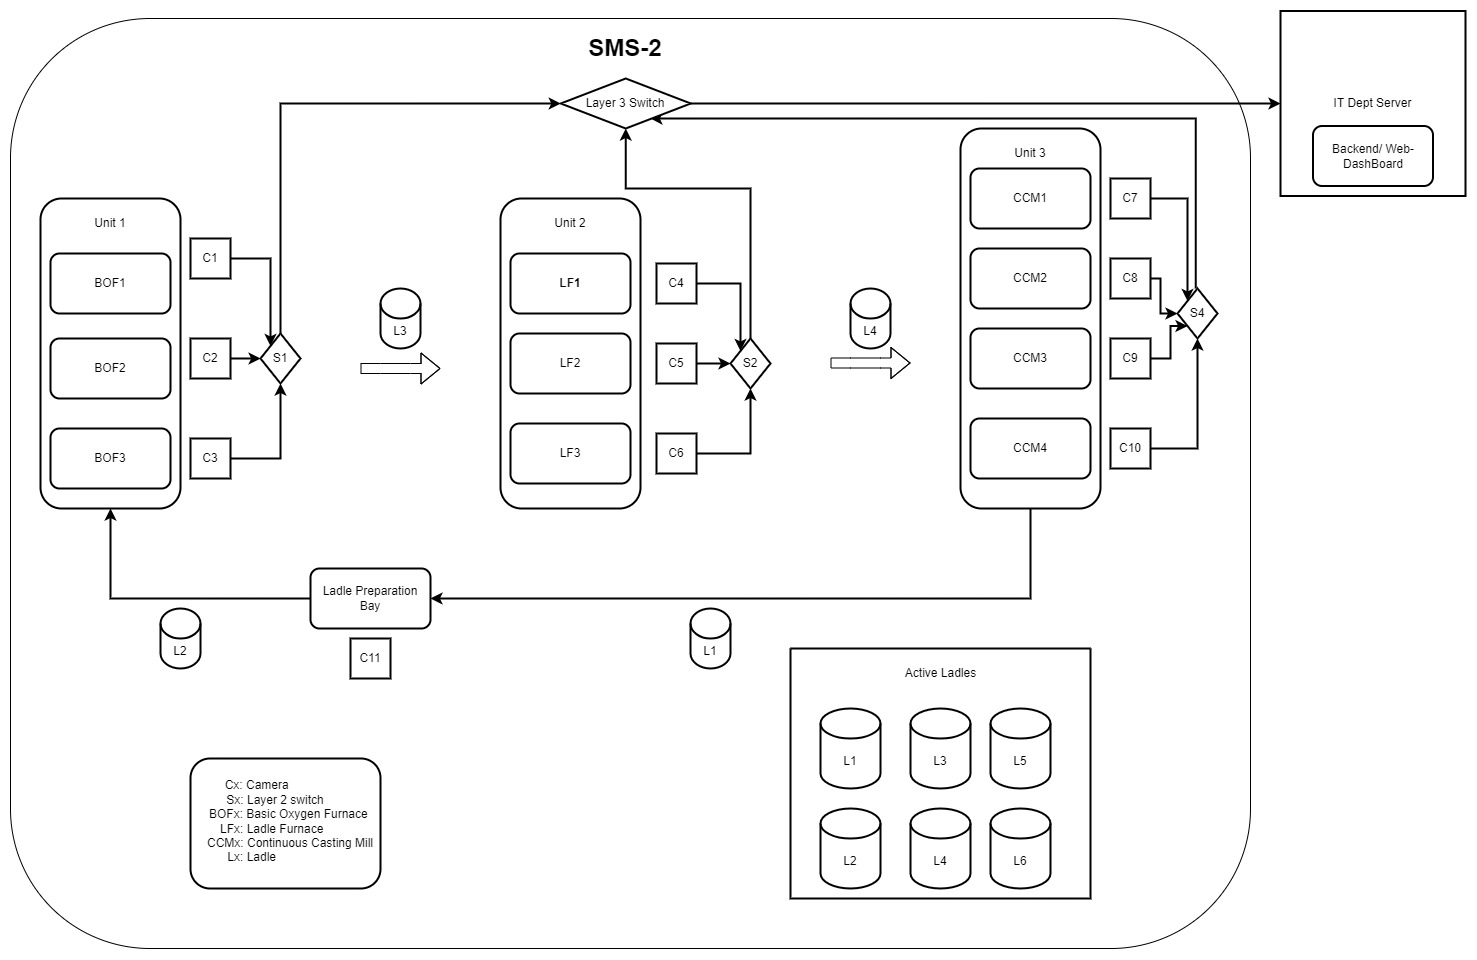 SMS-2
Layer 3 Switch
IT Dept Server
Backend/ Web-
DashBoard
Unit 1
BOF1
BOF2
BOF3
C1
C2
C3
S1
L3
Unit 2
LF1
LF2
LF3
C4
C5
C6
S2
L4
Unit 3
CCM1
CCM2
CCM3
CCM4
C7
C8
C9
C10
S4
Ladle Preparation
Bay
L2
C11
L1
Active Ladles
L1
L3
L5
L2
L4
L6
Cx: Camera
Sx: Layer 2 switch
BOFx: Basic Oxygen Furnace
LFx: Ladle Furnace
CCMx: Continuous Casting Mill
Lx: Ladle